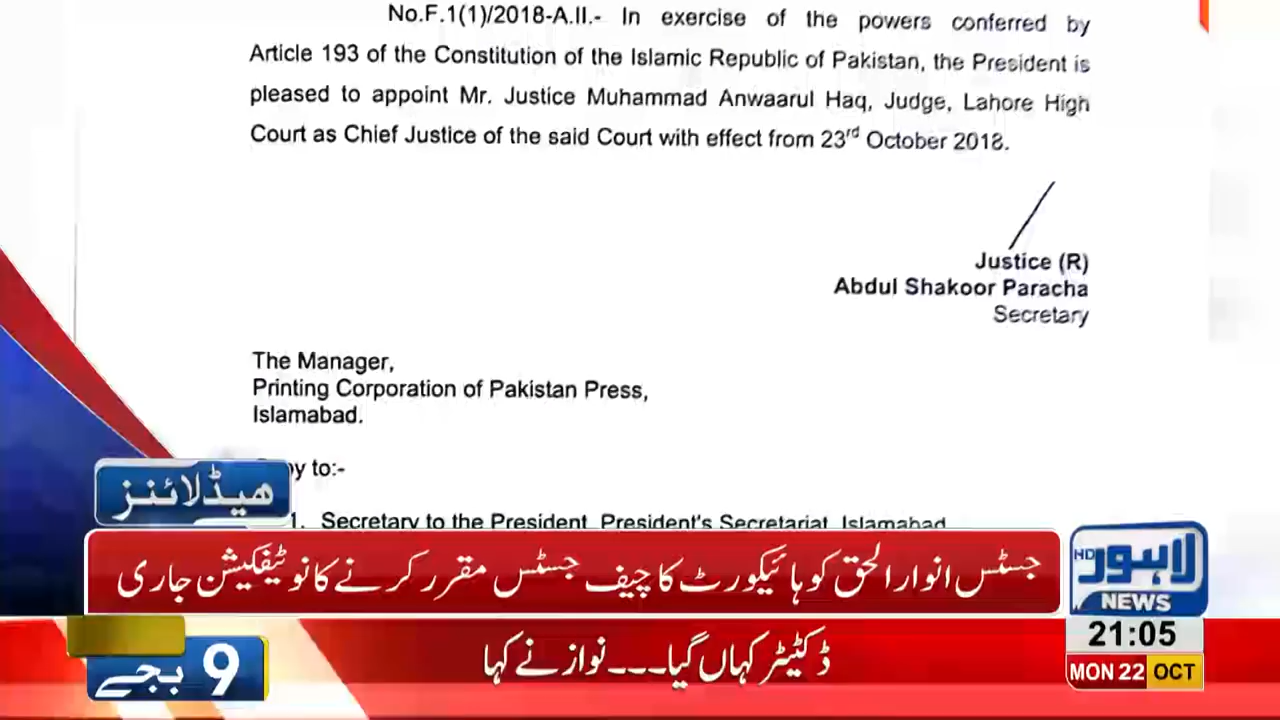 No.F.1(1)/2018-A.II.- In exercise of the powers conferred by
Article 193 of the Constitution of the Islamic Republic of Pakistan, the President is
pleased to appoint Mr. Justice Muhammad Anwaarul Haq, Judge, Lahore High
Court as Chief Justice of the said Court with effect from 23rd October 2018.
Justice (R)
Abdul Shakoor Paracha
Secretary
The Manager,
Printing Corporation of Pakistan Press,
Islamabad.
py to:-
1. Secretary to the President, President's Secretariat, Islamabad
ہیڈلائنز
جسٹس انوارالحق کو ہائیکورٹ کا چیف جسٹس مقرر کرنے کا نوٹیفکیشن جاری
ڈکٹیٹر کہاں گیا۔۔۔نواز نے کہا
9 بجے
لاہور HD
NEWS
21:05
MON 22 OCT